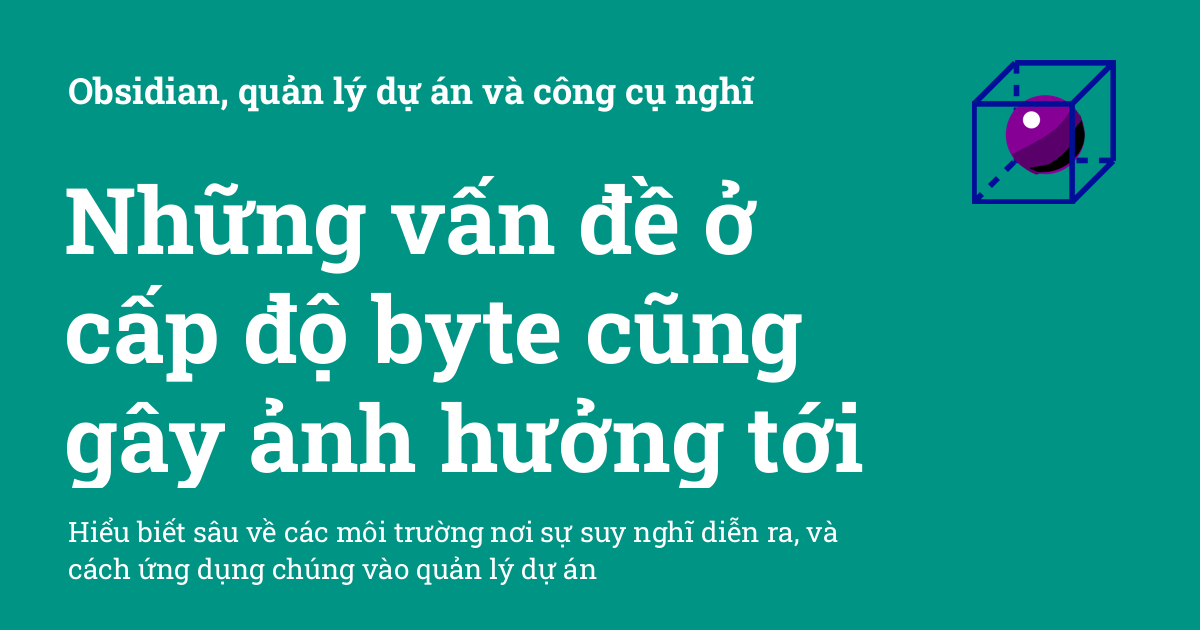 Obsidian, quản lý dự án và công cụ nghĩ
Những vấn đề ở
cấp độ byte cũng
gây ảnh hưởng tới
Hiểu biết sâu về các môi trường nơi sự suy nghĩ diễn ra, và
cách ứng dụng chúng vào quản lý dự án